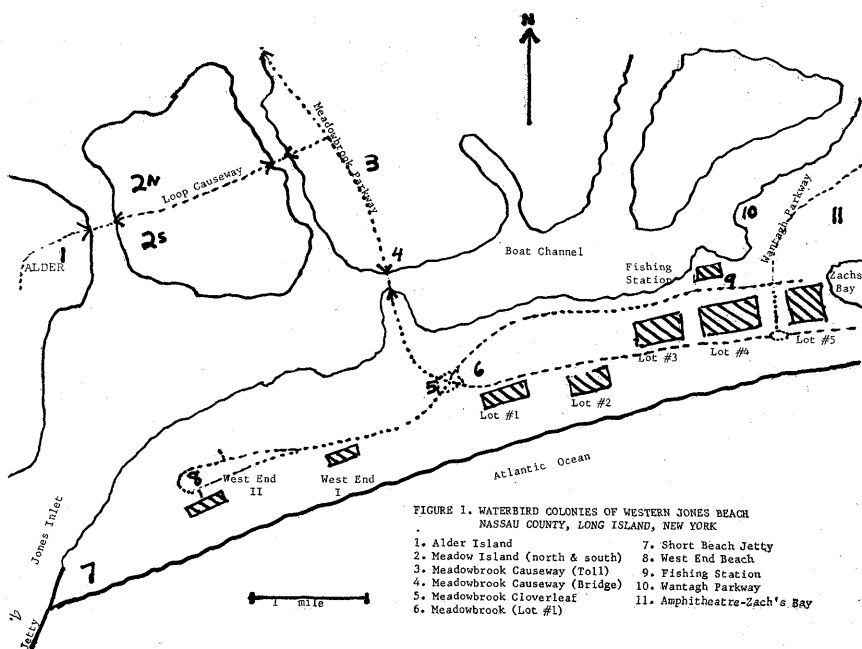 N
Meadowbrook Parkway
3
2N
Loop Causeway
2S
1
ALDER
4
Boat Channel
10
Wantagh Parkway
11
Fishing
Station
9
Zachs
Bay
Lot #3
Lot #4
Lot #5
5
6
Lot #1
Lot #2
8
West End
II
West End
I
Atlantic Ocean
Jones Inlet
7
Jetty
1 mile
FIGURE 1. WATERBIRD COLONIES OF WESTERN JONES BEACH
NASSAU COUNTY, LONG ISLAND, NEW YORK
1. Alder Island
2. Meadow Island (north & south)
3. Meadowbrook Causeway (Toll)
4. Meadowbrook Causeway (Bridge)
5. Meadowbrook Cloverleaf
6. Meadowbrook (Lot #1)
7. Short Beach Jetty
8. West End Beach
9. Fishing Station
10. Wantagh Parkway
11. Amphitheatre-Zach's Bay